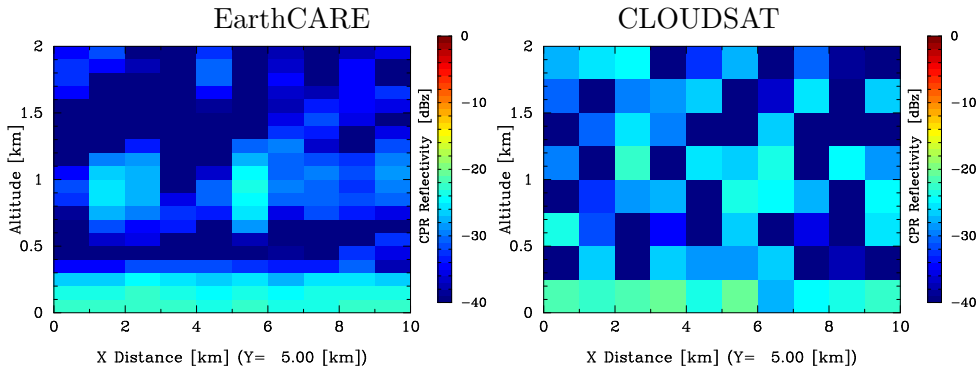 EarthCARE
CLOUDSAT
2
1.5
1
0.5
0
Altitude [km]
0 2 4 6 8 10
X Distance [km] (Y= 5.00 [km])
0
−10
−20
−30
−40
CPR Reflectivity [dBz]
2
1.5
1
0.5
0
Altitude [km]
0 2 4 6 8 10
X Distance [km] (Y= 5.00 [km])
0
−10
−20
−30
−40
CPR Reflectivity [dBz]